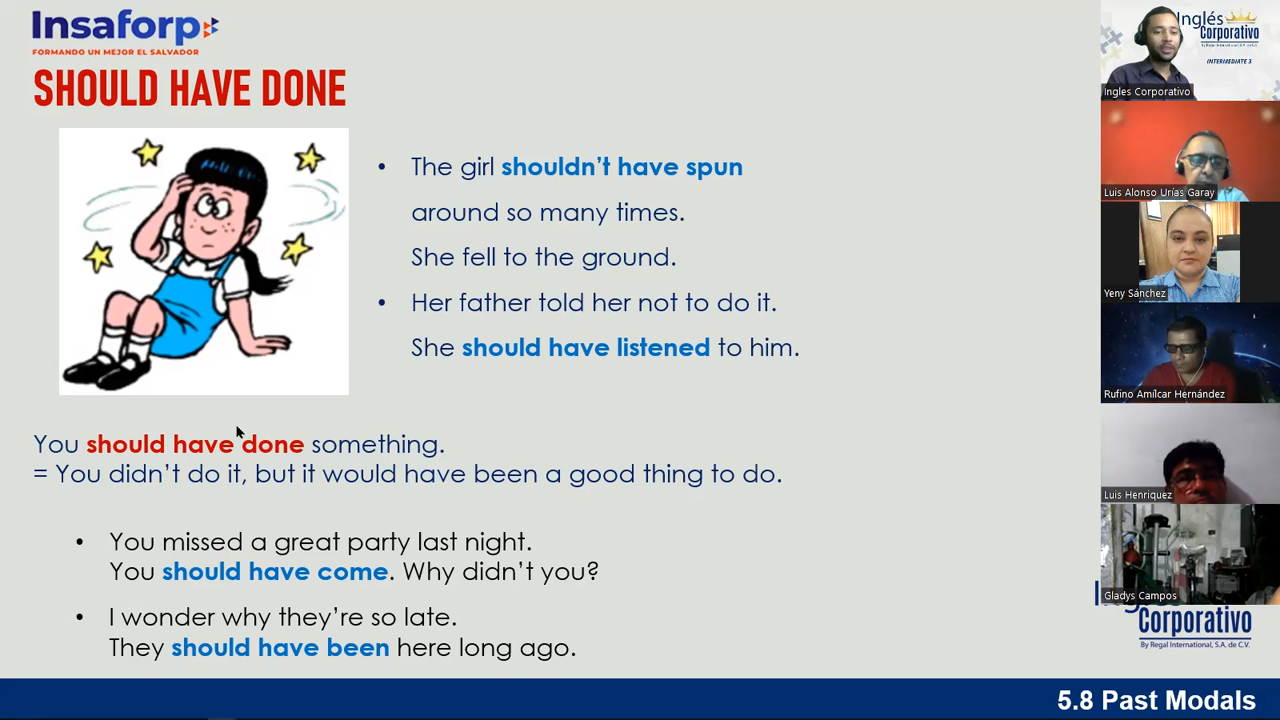 Insaforp
FORMANDO UN MEJOR EL SALVADOR
SHOULD HAVE DONE
• The girl shouldn't have spun
around so many times.
She fell to the ground.
• Her father told her not to do it.
She should have listened to him.
You should have done something.
= You didn't do it, but it would have been a good thing to do.
• You missed a great party last night.
You should have come. Why didn't you?
• I wonder why they're so late.
They should have been here long ago.
5.8 Past Modals
Inglés
Corporativo
By Regal International, S.A. de C.V.
INTERMEDIATE 3
Ingles Corporativo
Luis Alonso Urías Garay
Yeny Sánchez
Rufino Amílcar Hernández
Luis Henriquez
Gladys Campos
Corporativo
By Regal International, S.A. de C.V.